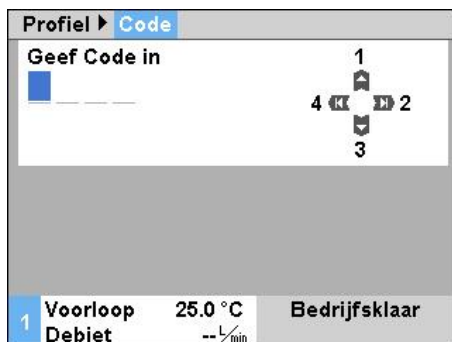 Profiel Code
Geef Code in
1
4 2
3
1
Voorloop 25.0 °C Bedrijfsklaar
Debiet -- L/min